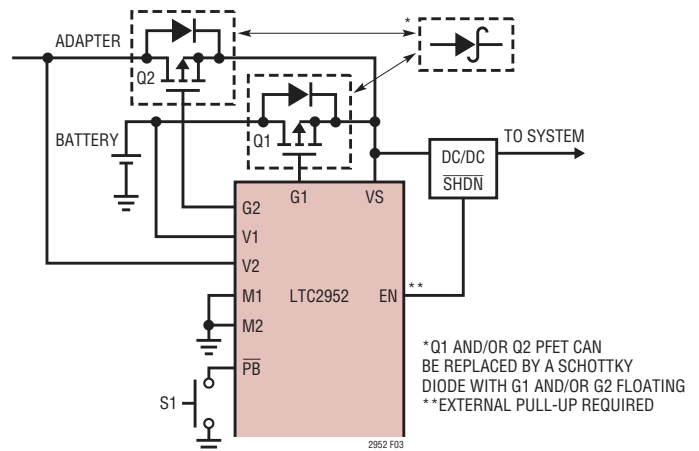 *
ADAPTER
Q2
BATTERY
Q1
TO SYSTEM
DC/DC
SHDN
G1
VS
G2
V1
V2
M1
LTC2952
EN
**
M2
PB
S1
*Q1 AND/OR Q2 PFET CAN
BE REPLACED BY A SCHOTTKY
DIODE WITH G1 AND/OR G2 FLOATING
**EXTERNAL PULL-UP REQUIRED
2952 F03